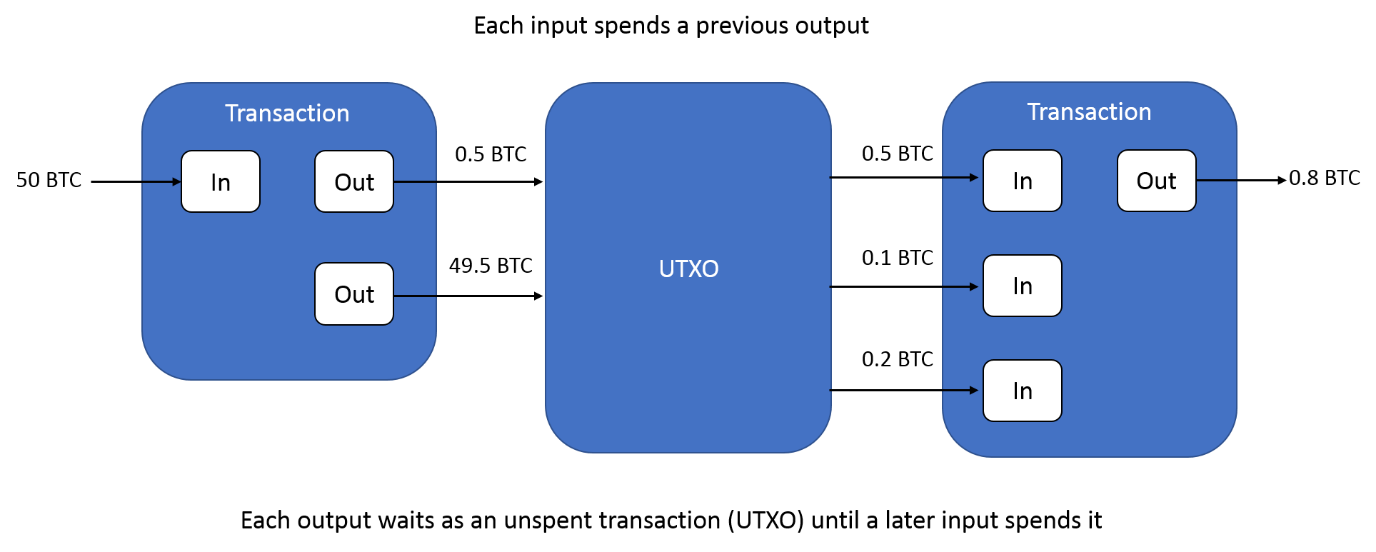 Each input spends a previous output
Transaction
Transaction
50 BTC
In
Out
0.5 BTC
0.5 BTC
In
Out
0.8 BTC
Out
49.5 BTC
UTXO
0.1 BTC
In
0.2 BTC
In
Each output waits as an unspent transaction (UTXO) until a later input spends it